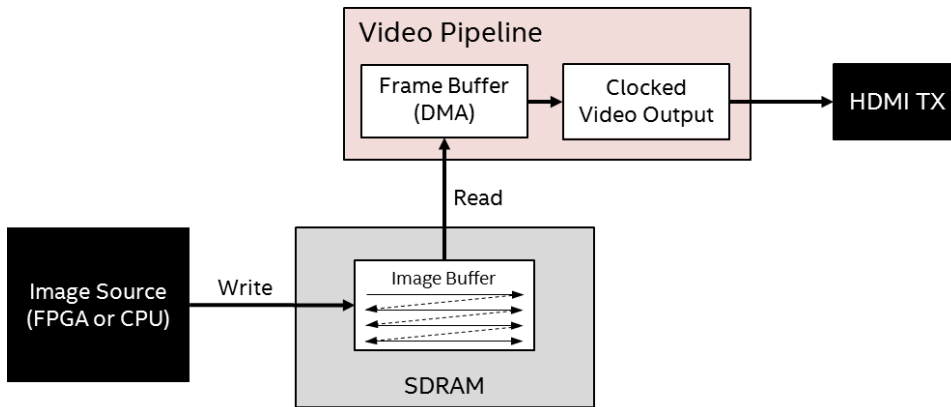 Video Pipeline
Frame Buffer
(DMA)
Clocked
Video Output
HDMI TX
Read
Image Source
(FPGA or CPU)
Write
Image Buffer
SDRAM